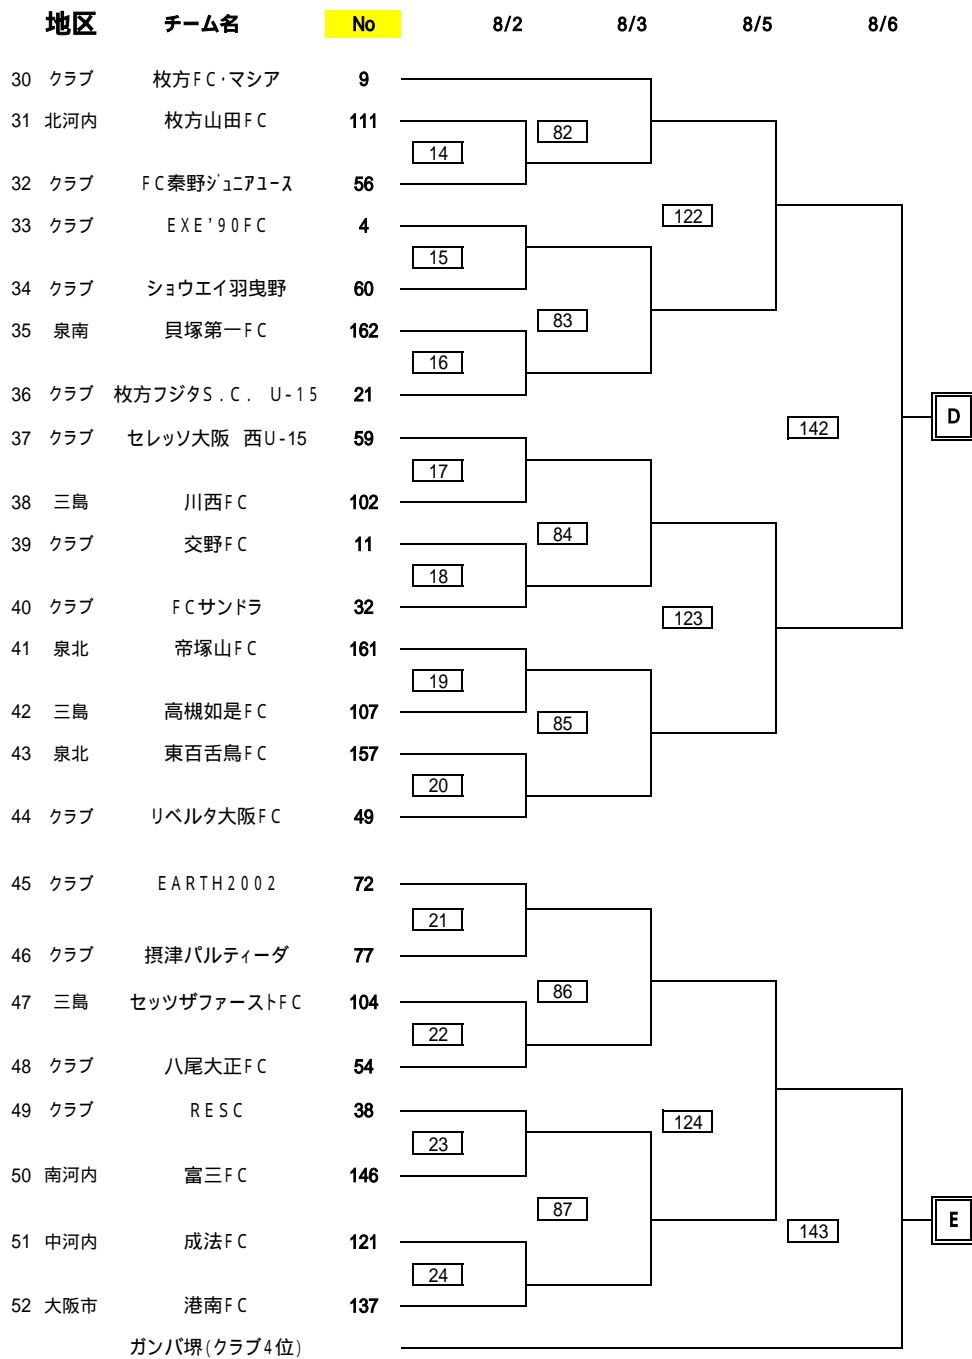 地区 チーム名 No 8/2 8/3 8/5 8/6
30 クラブ 枚方FC・マシア 9
31 北河内 枚方山田FC 111
82
14
32 クラブ FC秦野ジュニアユース 56
122
33 クラブ EXE'90FC 4
15
34 クラブ ショウエイ羽曳野 60
83
35 泉南 貝塚第一FC 162
16
36 クラブ 枚方フジタS.C. U-15 21
D
142
37 クラブ セレッソ大阪 西U-15 59
17
38 三島 川西FC 102
84
39 クラブ 交野FC 11
18
40 クラブ FCサンドラ 32
123
41 泉北 帝塚山FC 161
19
42 三島 高槻如是FC 107
85
43 泉北 東百舌鳥FC 157
20
44 クラブ リベルタ大阪FC 49
45 クラブ EARTH2002 72
21
46 クラブ 摂津パルティーダ 77
86
47 三島 セッツザファーストFC 104
22
48 クラブ 八尾大正FC 54
49 クラブ RESC 38
124
23
50 南河内 富三FC 146
87
E
143
51 中河内 成法FC 121
24
52 大阪市 港南FC 137
ガンバ堺(クラブ4位)